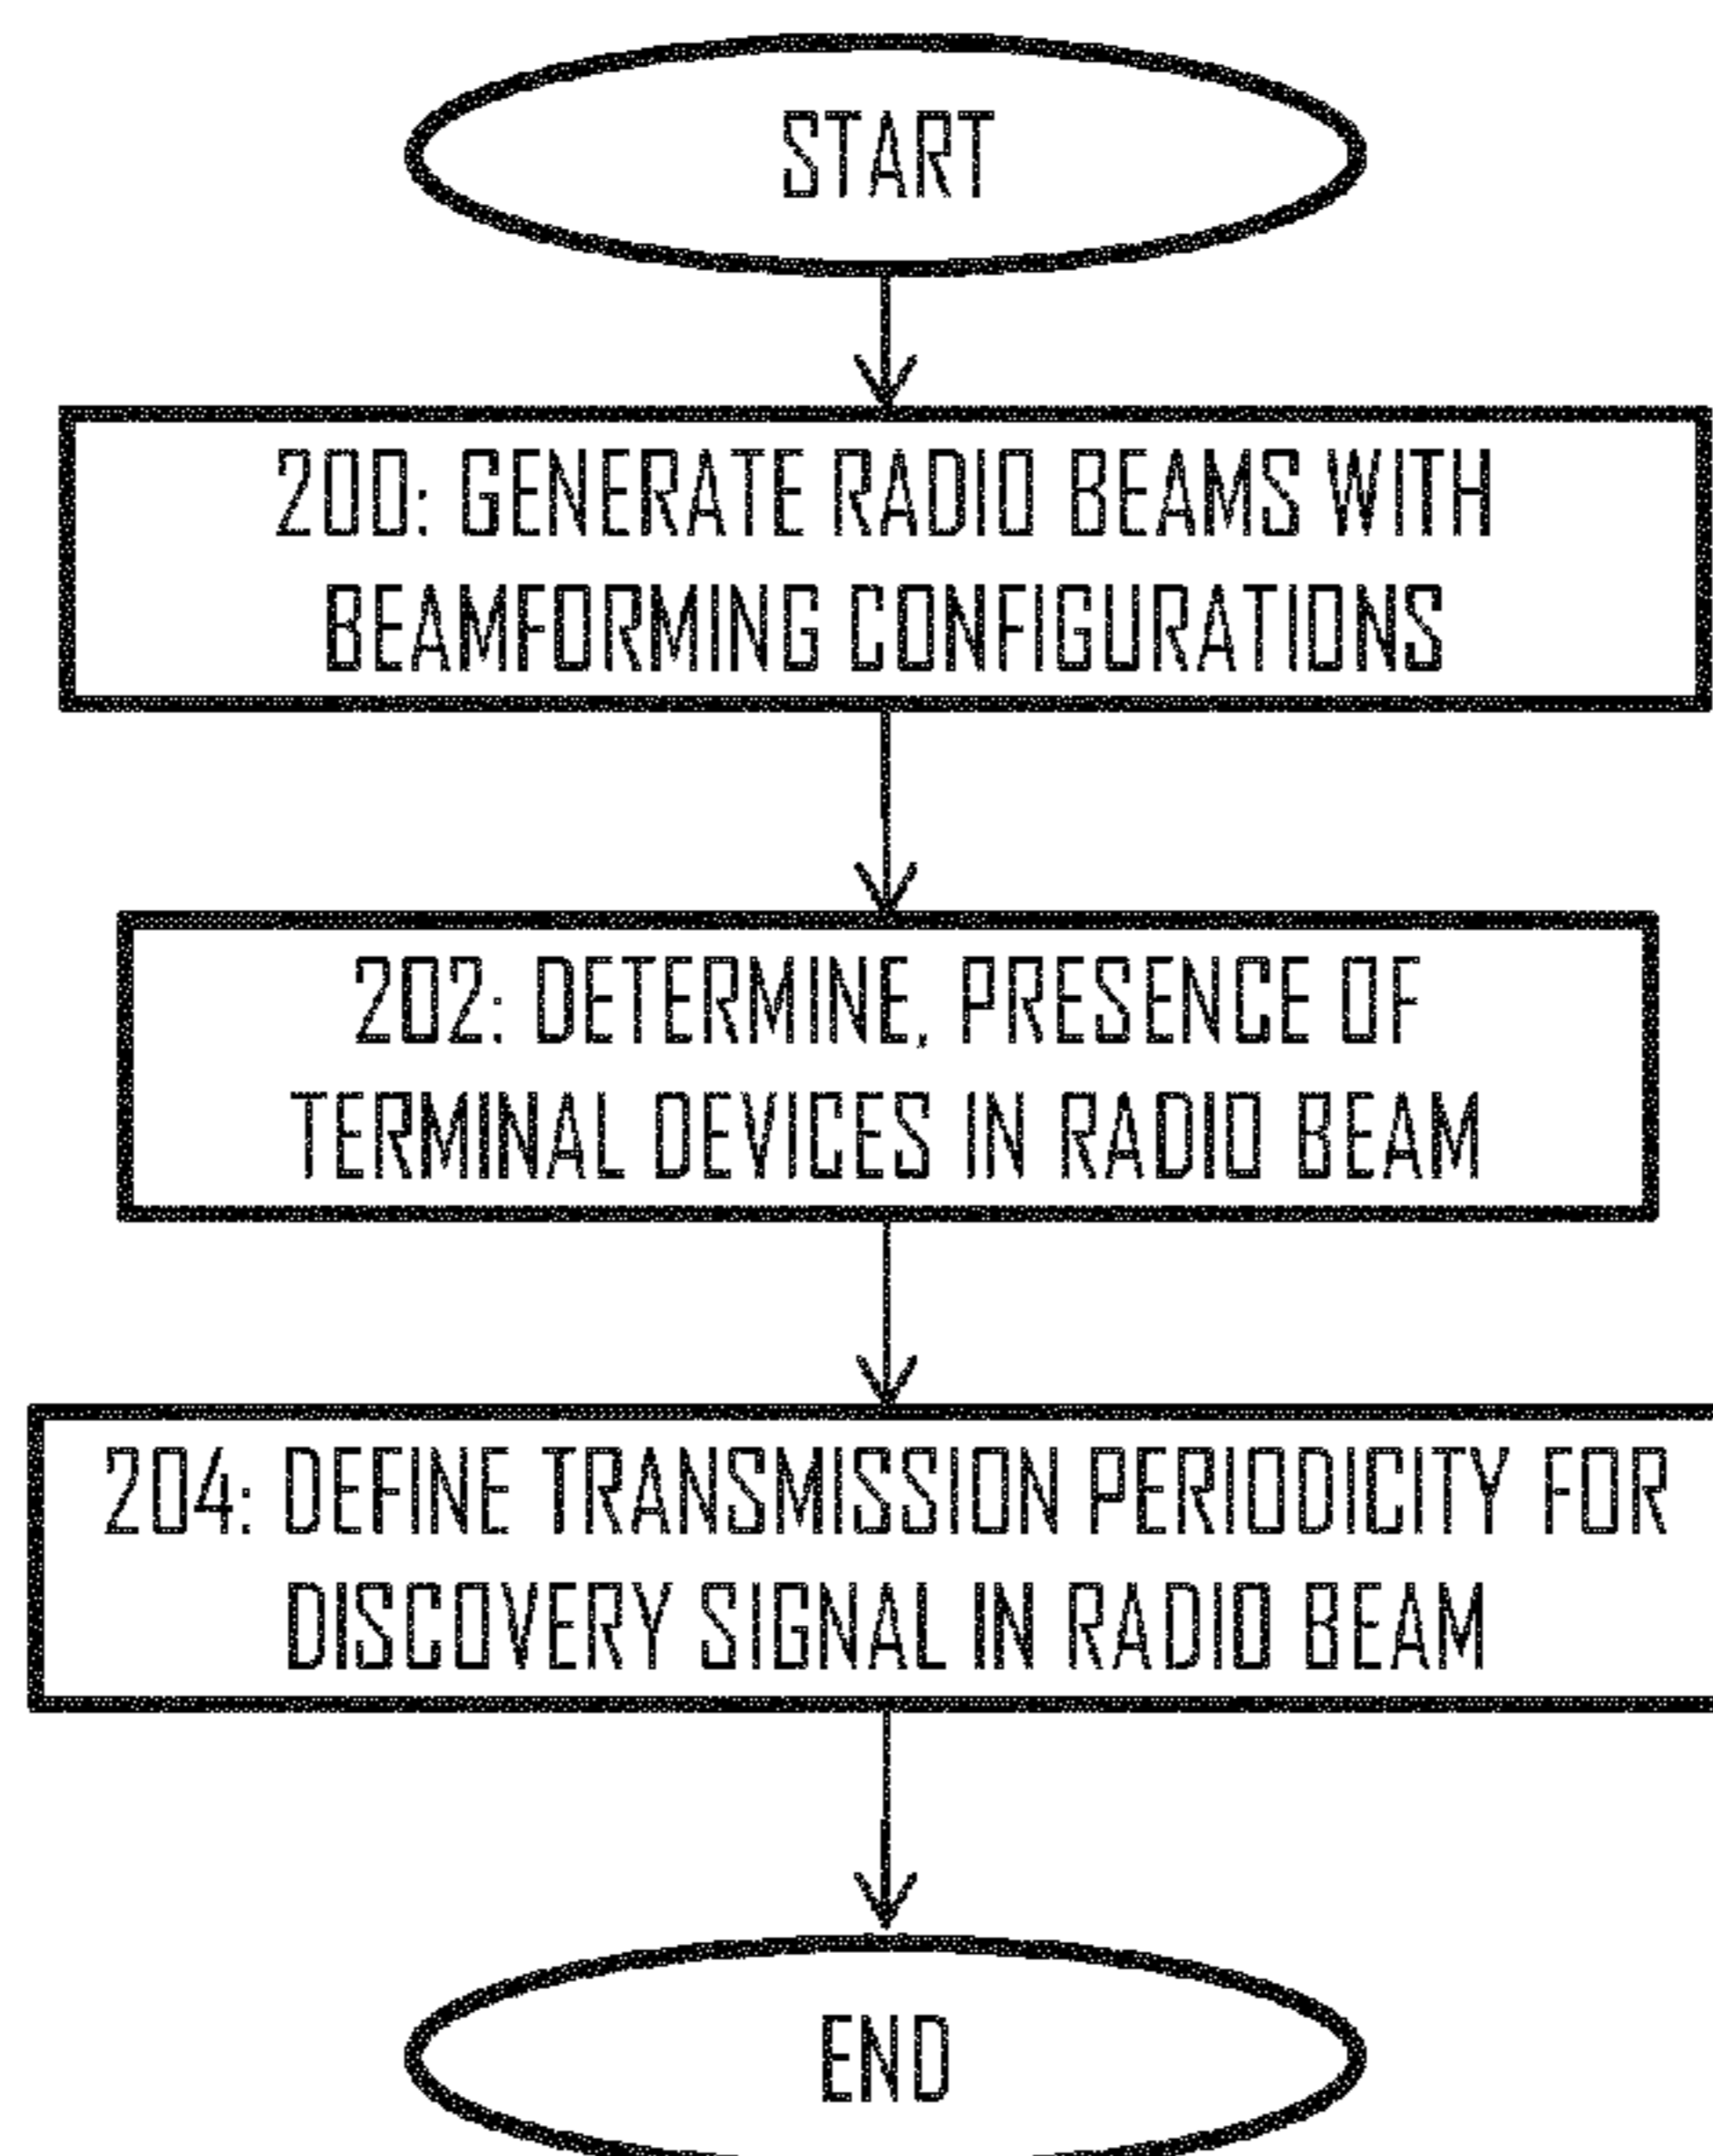 START
200: GENERATE RADIO BEAMS WITH
BEAMFORMING CONFIGURATIONS
202: DETERMINE, PRESENCE OF
TERMINAL DEVICES IN RADIO BEAM
204: DEFINE TRANSMISSION PERIODICITY FOR
DISCOVERY SIGNAL IN RADIO BEAM
END